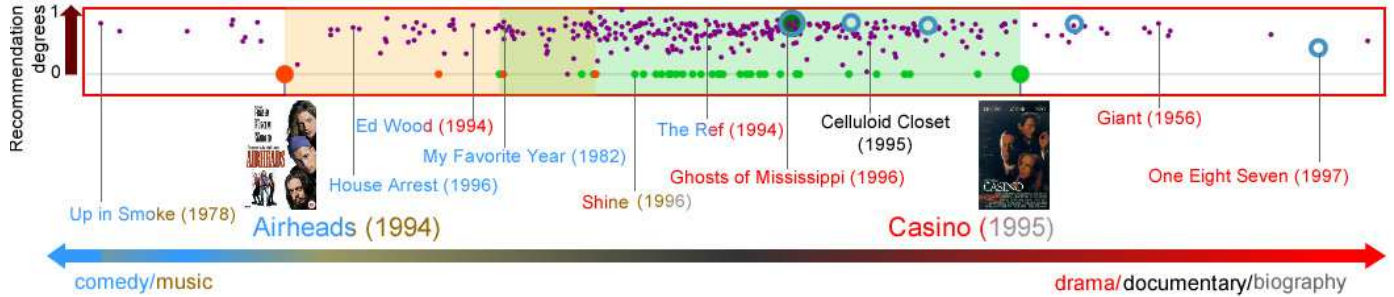 Recommendation
degrees
1
0
Ed Wood (1994)
My Favorite Year (1982)
House Arrest (1996)
Up in Smoke (1978)
Airheads (1994)
The Ref (1994)
Ghosts of Mississippi (1996)
Shine (1996)
Celluloid Closet
(1995)
Casino (1995)
Giant (1956)
One Eight Seven (1997)
AIRHEADS
CASINO
comedy/music
drama/documentary/biography